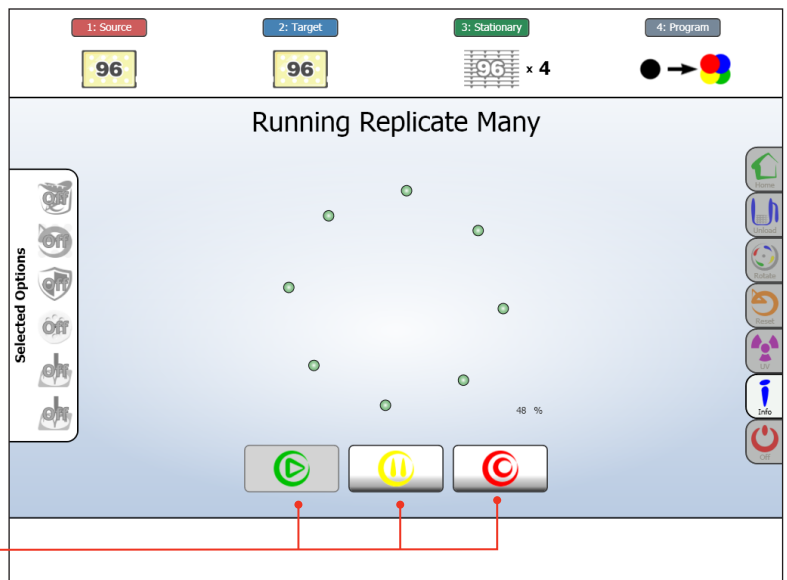 1: Source
2: Target
3: Stationary
4: Program
96
96
96 x 4
Running Replicate Many
Selected Options
Off
Off
Off
Off
Off
Off
48 %
Home
Unload
Rotate
Reset
UV
Info
Off